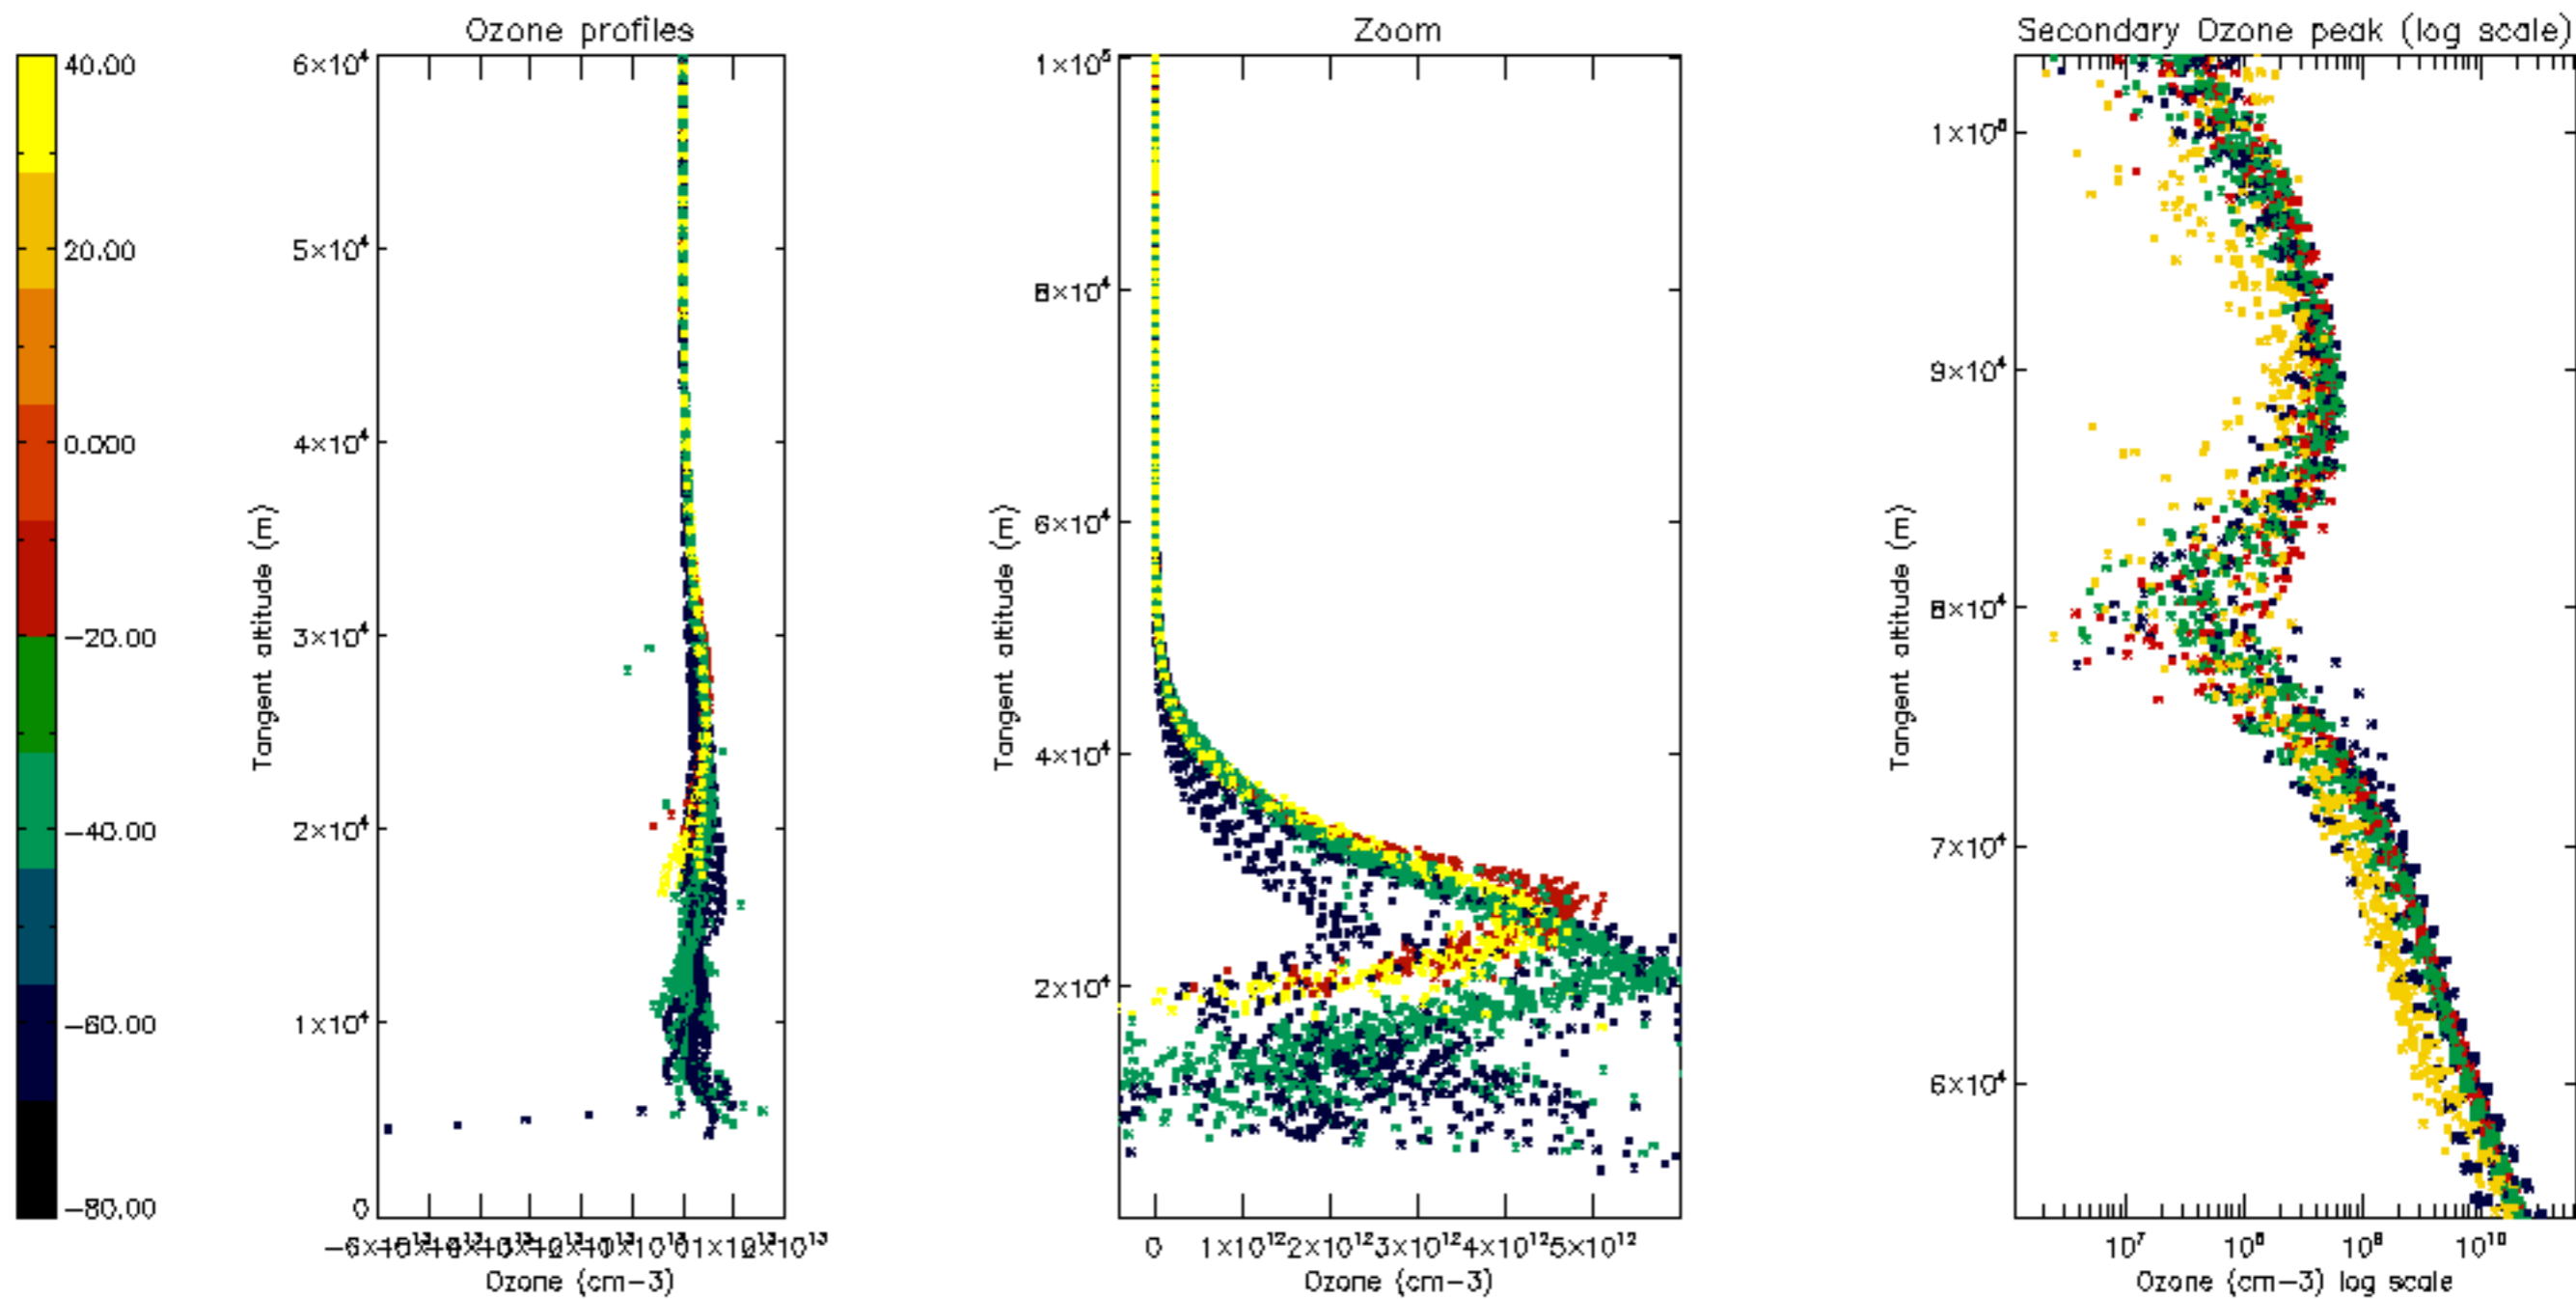 Ozone profiles
Zoom
Secondary Ozone peak (log scale)
40.00
20.00
0.000
-20.00
-40.00
-60.00
-80.00
6×10⁴
5×10⁴
4×10⁴
3×10⁴
2×10⁴
1×10⁴
0
Tangent altitude (m)
Ozone (cm-3)
1×10⁵
8×10⁴
6×10⁴
4×10⁴
2×10⁴
Tangent altitude (m)
0 1×10¹² 2×10¹² 3×10¹² 4×10¹² 5×10¹²
Ozone (cm-3)
9×10⁴
8×10⁴
7×10⁴
6×10⁴
Tangent altitude (m)
10⁷ 10⁸ 10⁹ 10¹⁰
Ozone (cm-3) log scale